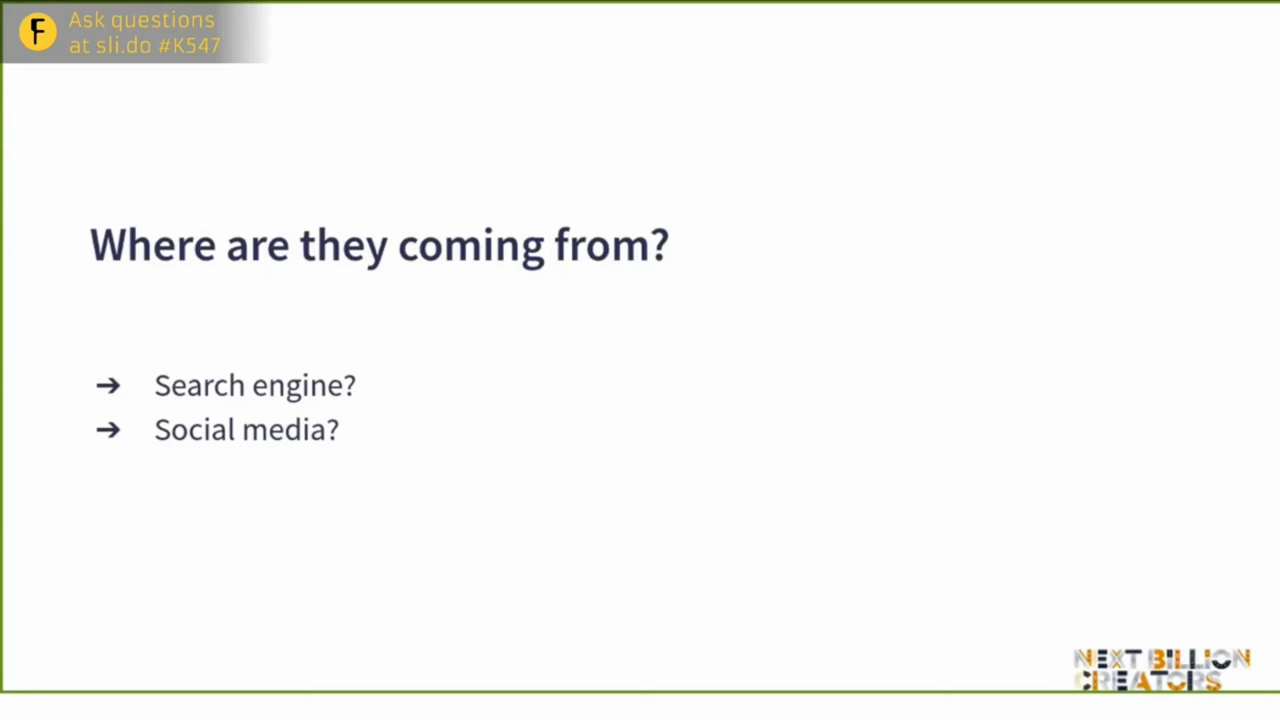 F
Ask questions
at sli.do #K547
Where are they coming from?
➔ Search engine?
➔ Social media?
NEXT BILLION
CREATORS